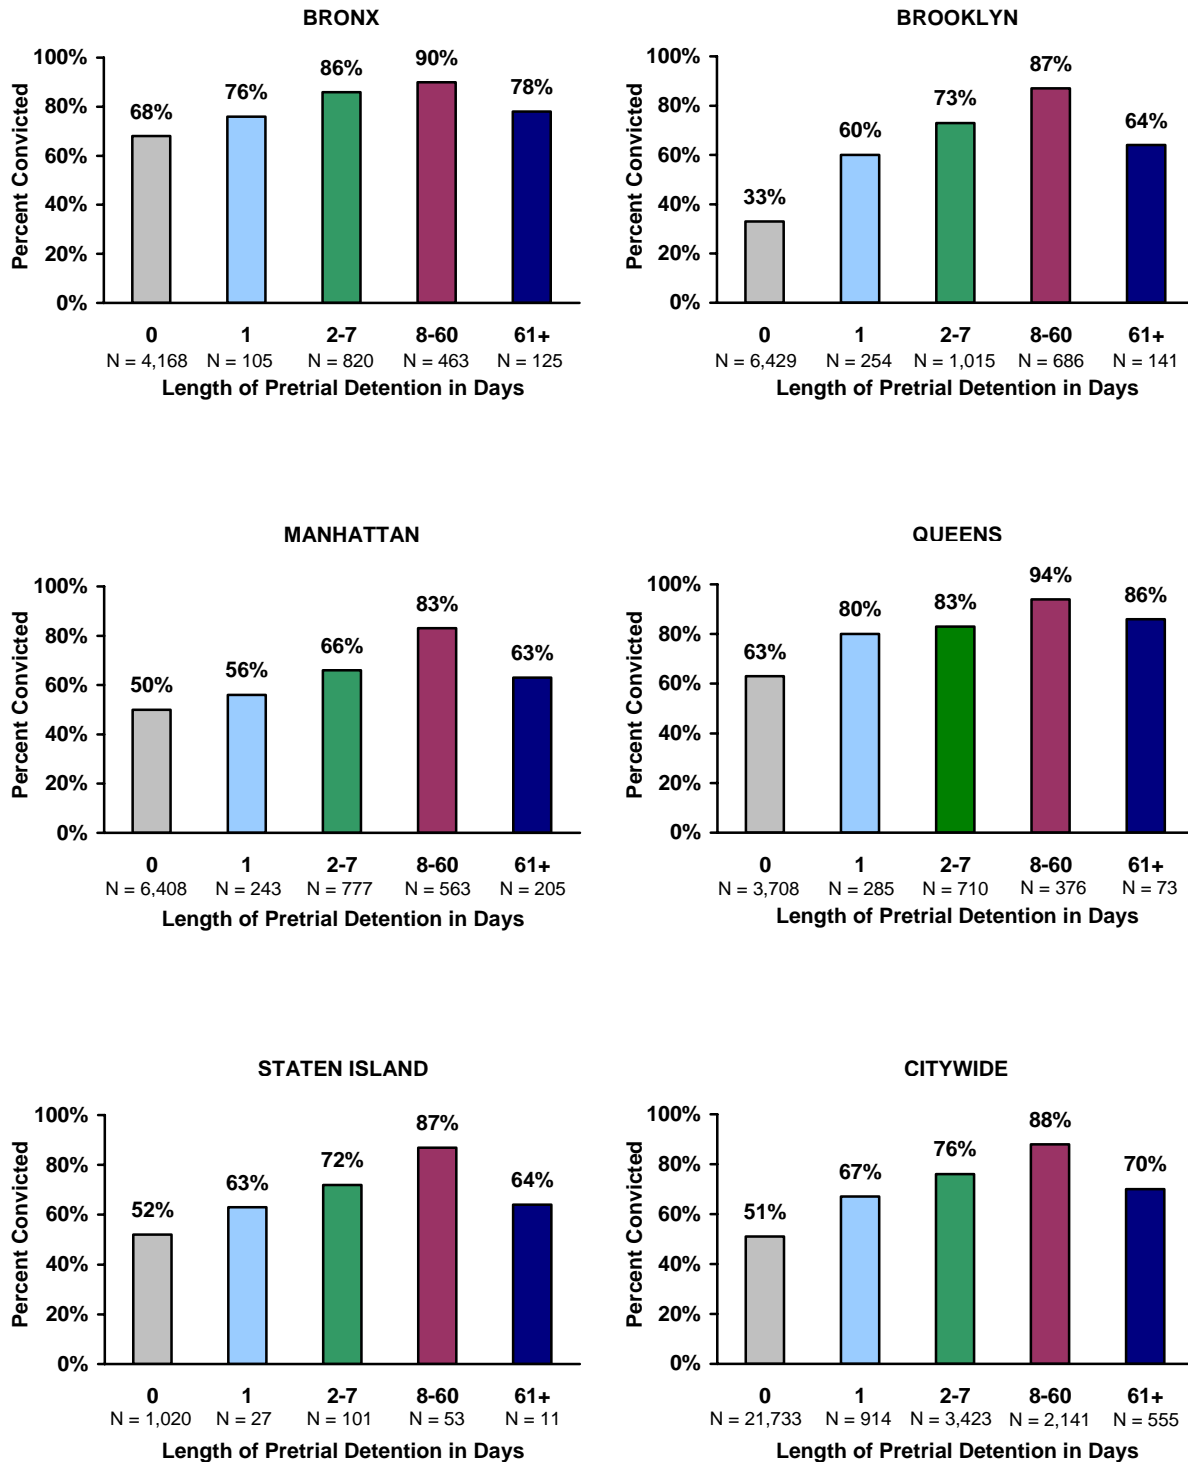 BRONX
Percent Convicted
100%
80%
60%
40%
20%
0%
68%
76%
86%
90%
78%
0 1 2-7 8-60 61+
N = 4,168 N = 105 N = 820 N = 463 N = 125
Length of Pretrial Detention in Days
BROOKLYN
Percent Convicted
100%
80%
60%
40%
20%
0%
33%
60%
73%
87%
64%
0 1 2-7 8-60 61+
N = 6,429 N = 254 N = 1,015 N = 686 N = 141
Length of Pretrial Detention in Days
MANHATTAN
Percent Convicted
100%
80%
60%
40%
20%
0%
50%
56%
66%
83%
63%
0 1 2-7 8-60 61+
N = 6,408 N = 243 N = 777 N = 563 N = 205
Length of Pretrial Detention in Days
QUEENS
Percent Convicted
100%
80%
60%
40%
20%
0%
63%
80%
83%
94%
86%
0 1 2-7 8-60 61+
N = 3,708 N = 285 N = 710 N = 376 N = 73
Length of Pretrial Detention in Days
STATEN ISLAND
Percent Convicted
100%
80%
60%
40%
20%
0%
52%
63%
72%
87%
64%
0 1 2-7 8-60 61+
N = 1,020 N = 27 N = 101 N = 53 N = 11
Length of Pretrial Detention in Days
CITYWIDE
Percent Convicted
100%
80%
60%
40%
20%
0%
51%
67%
76%
88%
70%
0 1 2-7 8-60 61+
N = 21,733 N = 914 N = 3,423 N = 2,141 N = 555
Length of Pretrial Detention in Days